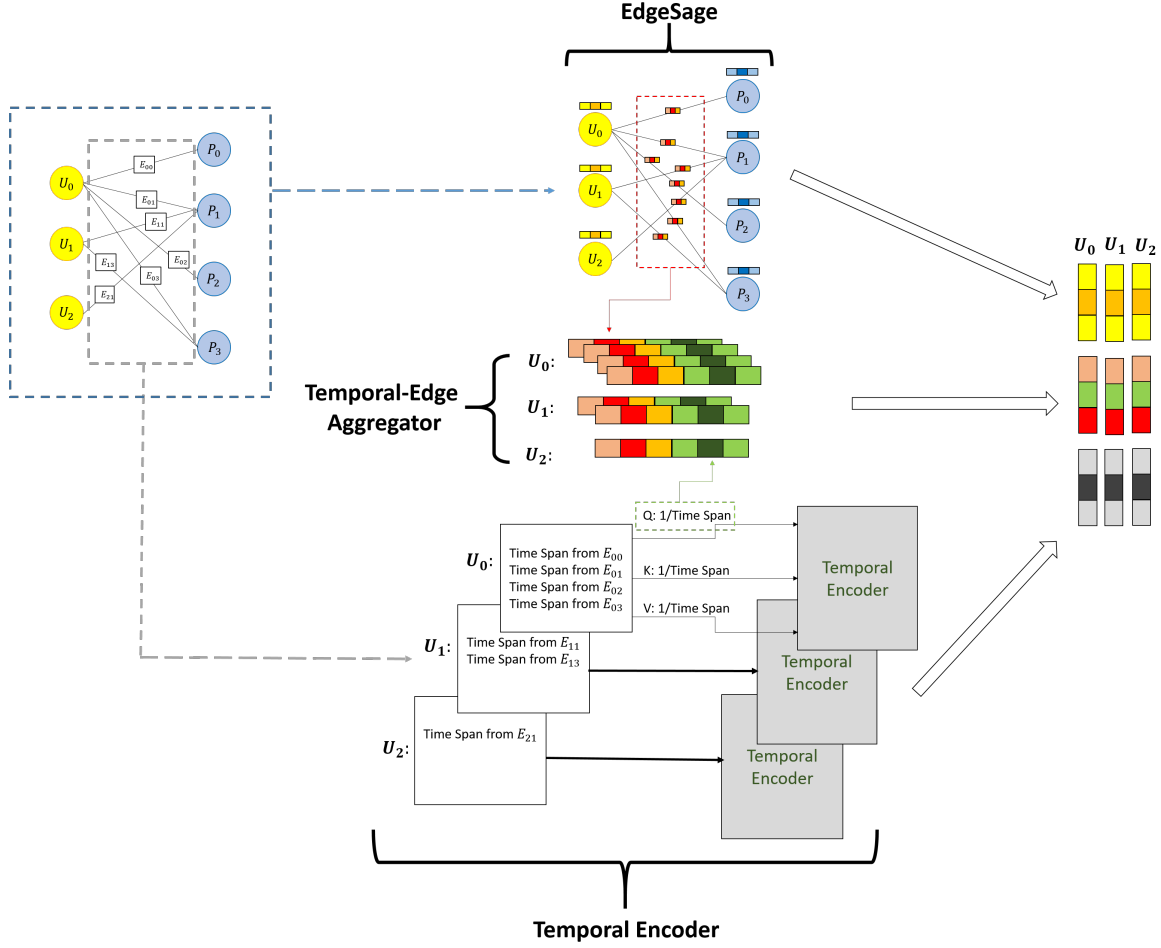 EdgeSage
U₀
U₁
U₂
E₀₀
E₀₁
E₁₁
E₁₃
E₀₂
E₀₃
E₂₁
P₀
P₁
P₂
P₃
U₀
U₁
U₂
P₀
P₁
P₂
P₃
U₀ U₁ U₂
Temporal-Edge
Aggregator
U₀:
U₁:
U₂:
Q: 1/Time Span
K: 1/Time Span
V: 1/Time Span
U₀:
Time Span from E₀₀
Time Span from E₀₁
Time Span from E₀₂
Time Span from E₀₃
U₁:
Time Span from E₁₁
Time Span from E₁₃
U₂:
Time Span from E₂₁
Temporal
Encoder
Temporal
Encoder
Temporal
Encoder
Temporal Encoder